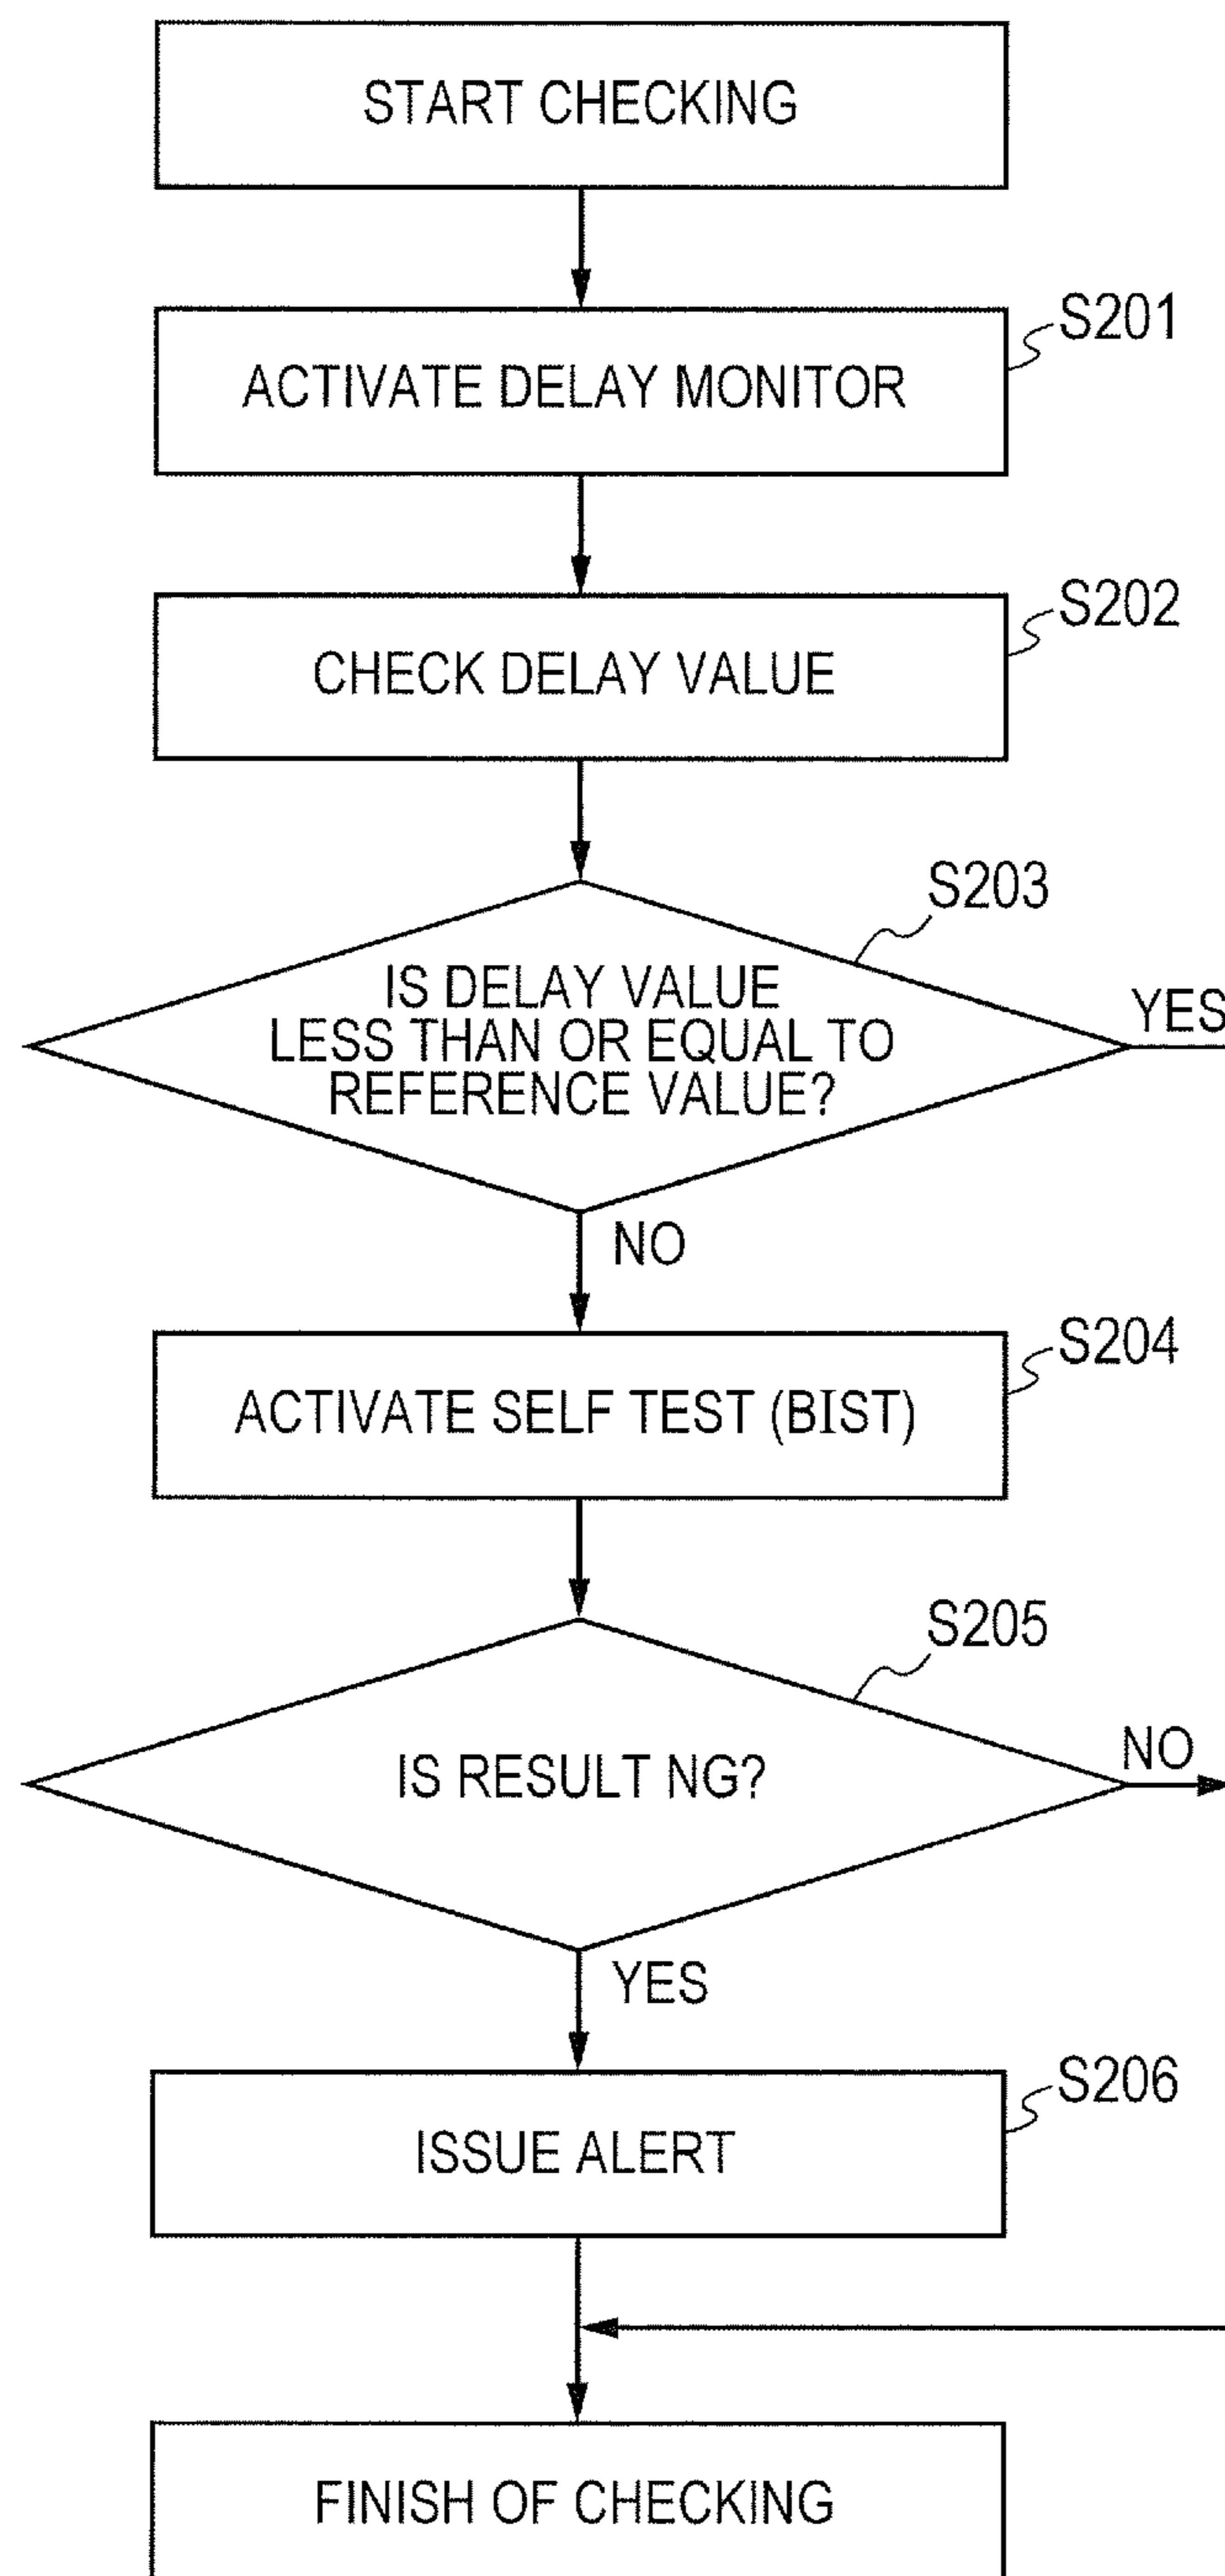 START CHECKING
S201
ACTIVATE DELAY MONITOR
S202
CHECK DELAY VALUE
S203
IS DELAY VALUE
LESS THAN OR EQUAL TO
REFERENCE VALUE?
YES
NO
S204
ACTIVATE SELF TEST (BIST)
S205
IS RESULT NG?
NO
YES
S206
ISSUE ALERT
FINISH OF CHECKING